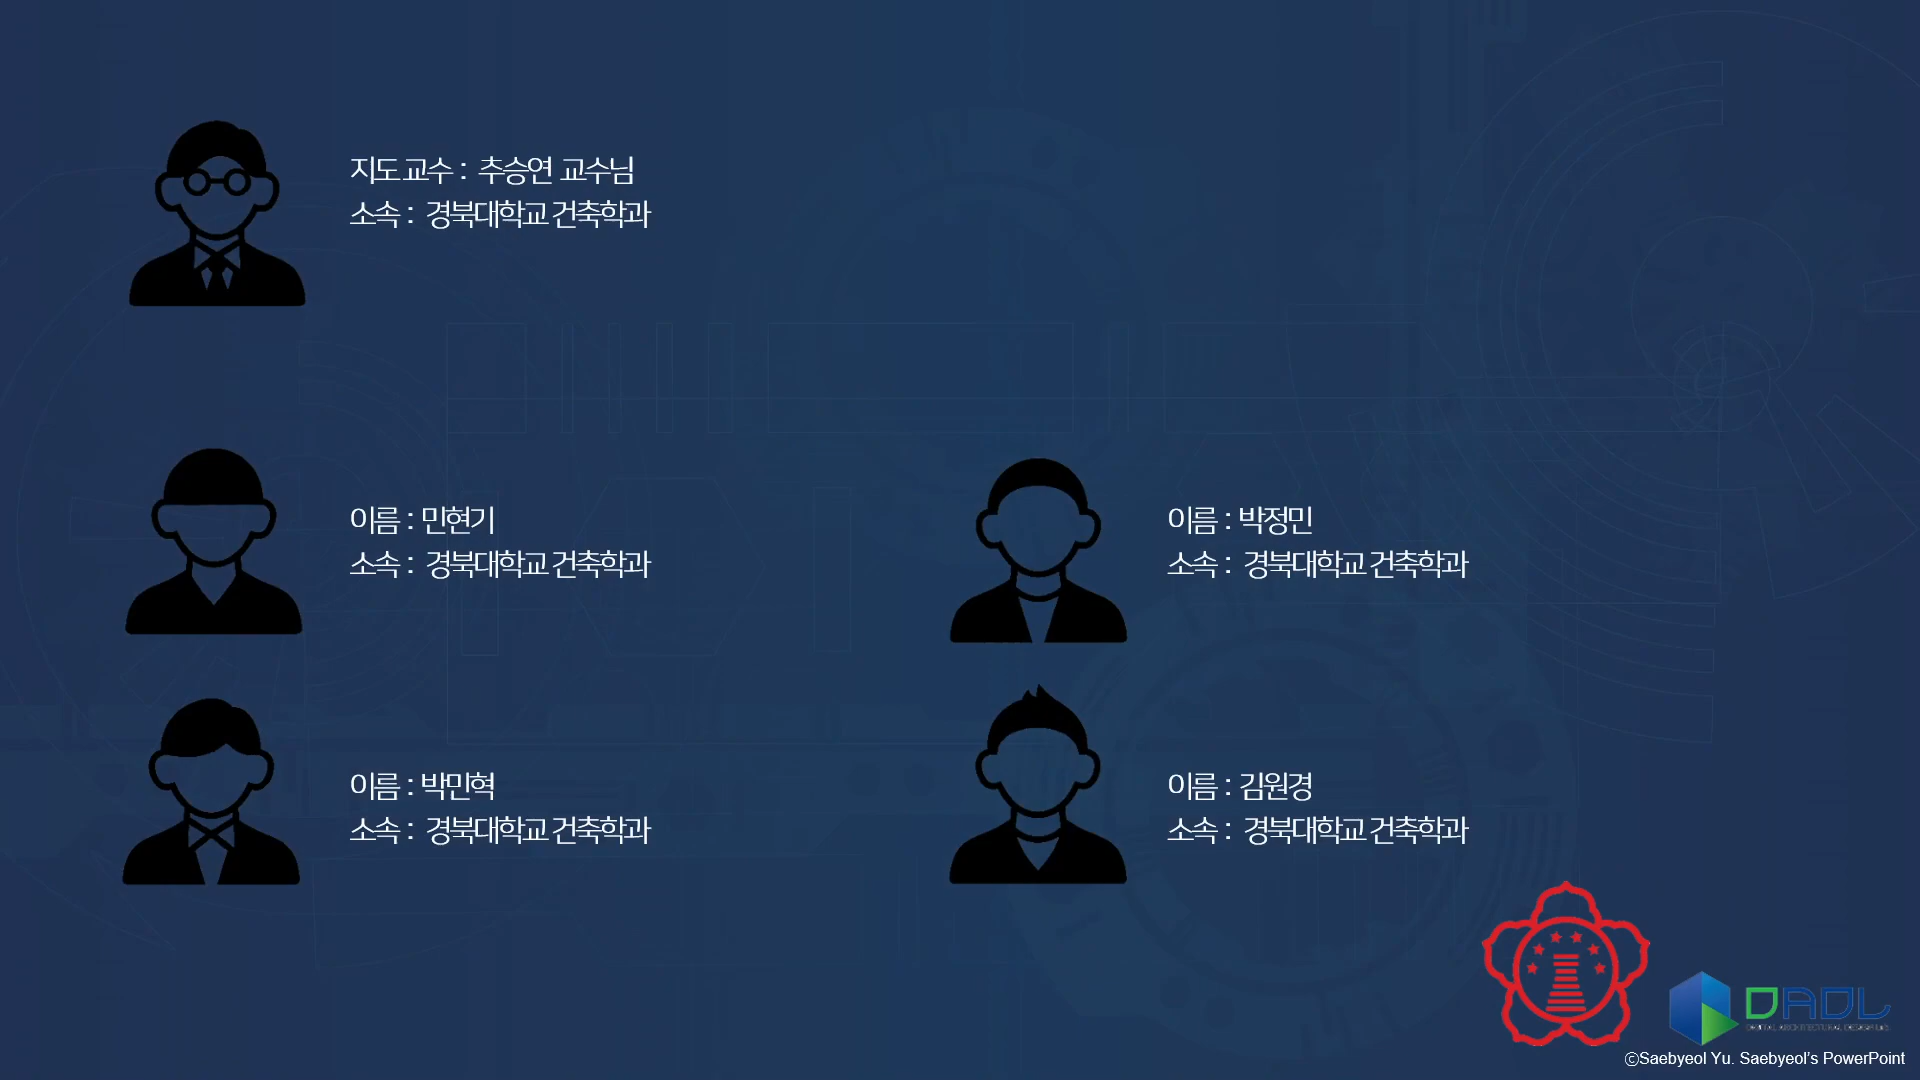 지도 교수 : 추승연 교수님
소속 : 경북대학교 건축학과
이름 : 민현기
소속 : 경북대학교 건축학과
이름 : 박정민
소속 : 경북대학교 건축학과
이름 : 박민혁
소속 : 경북대학교 건축학과
이름 : 김원경
소속 : 경북대학교 건축학과
DADL
DIGITAL ARCHITECTURAL DESIGN LAB.
ⓒSaebyeol Yu. Saebyeol’s PowerPoint